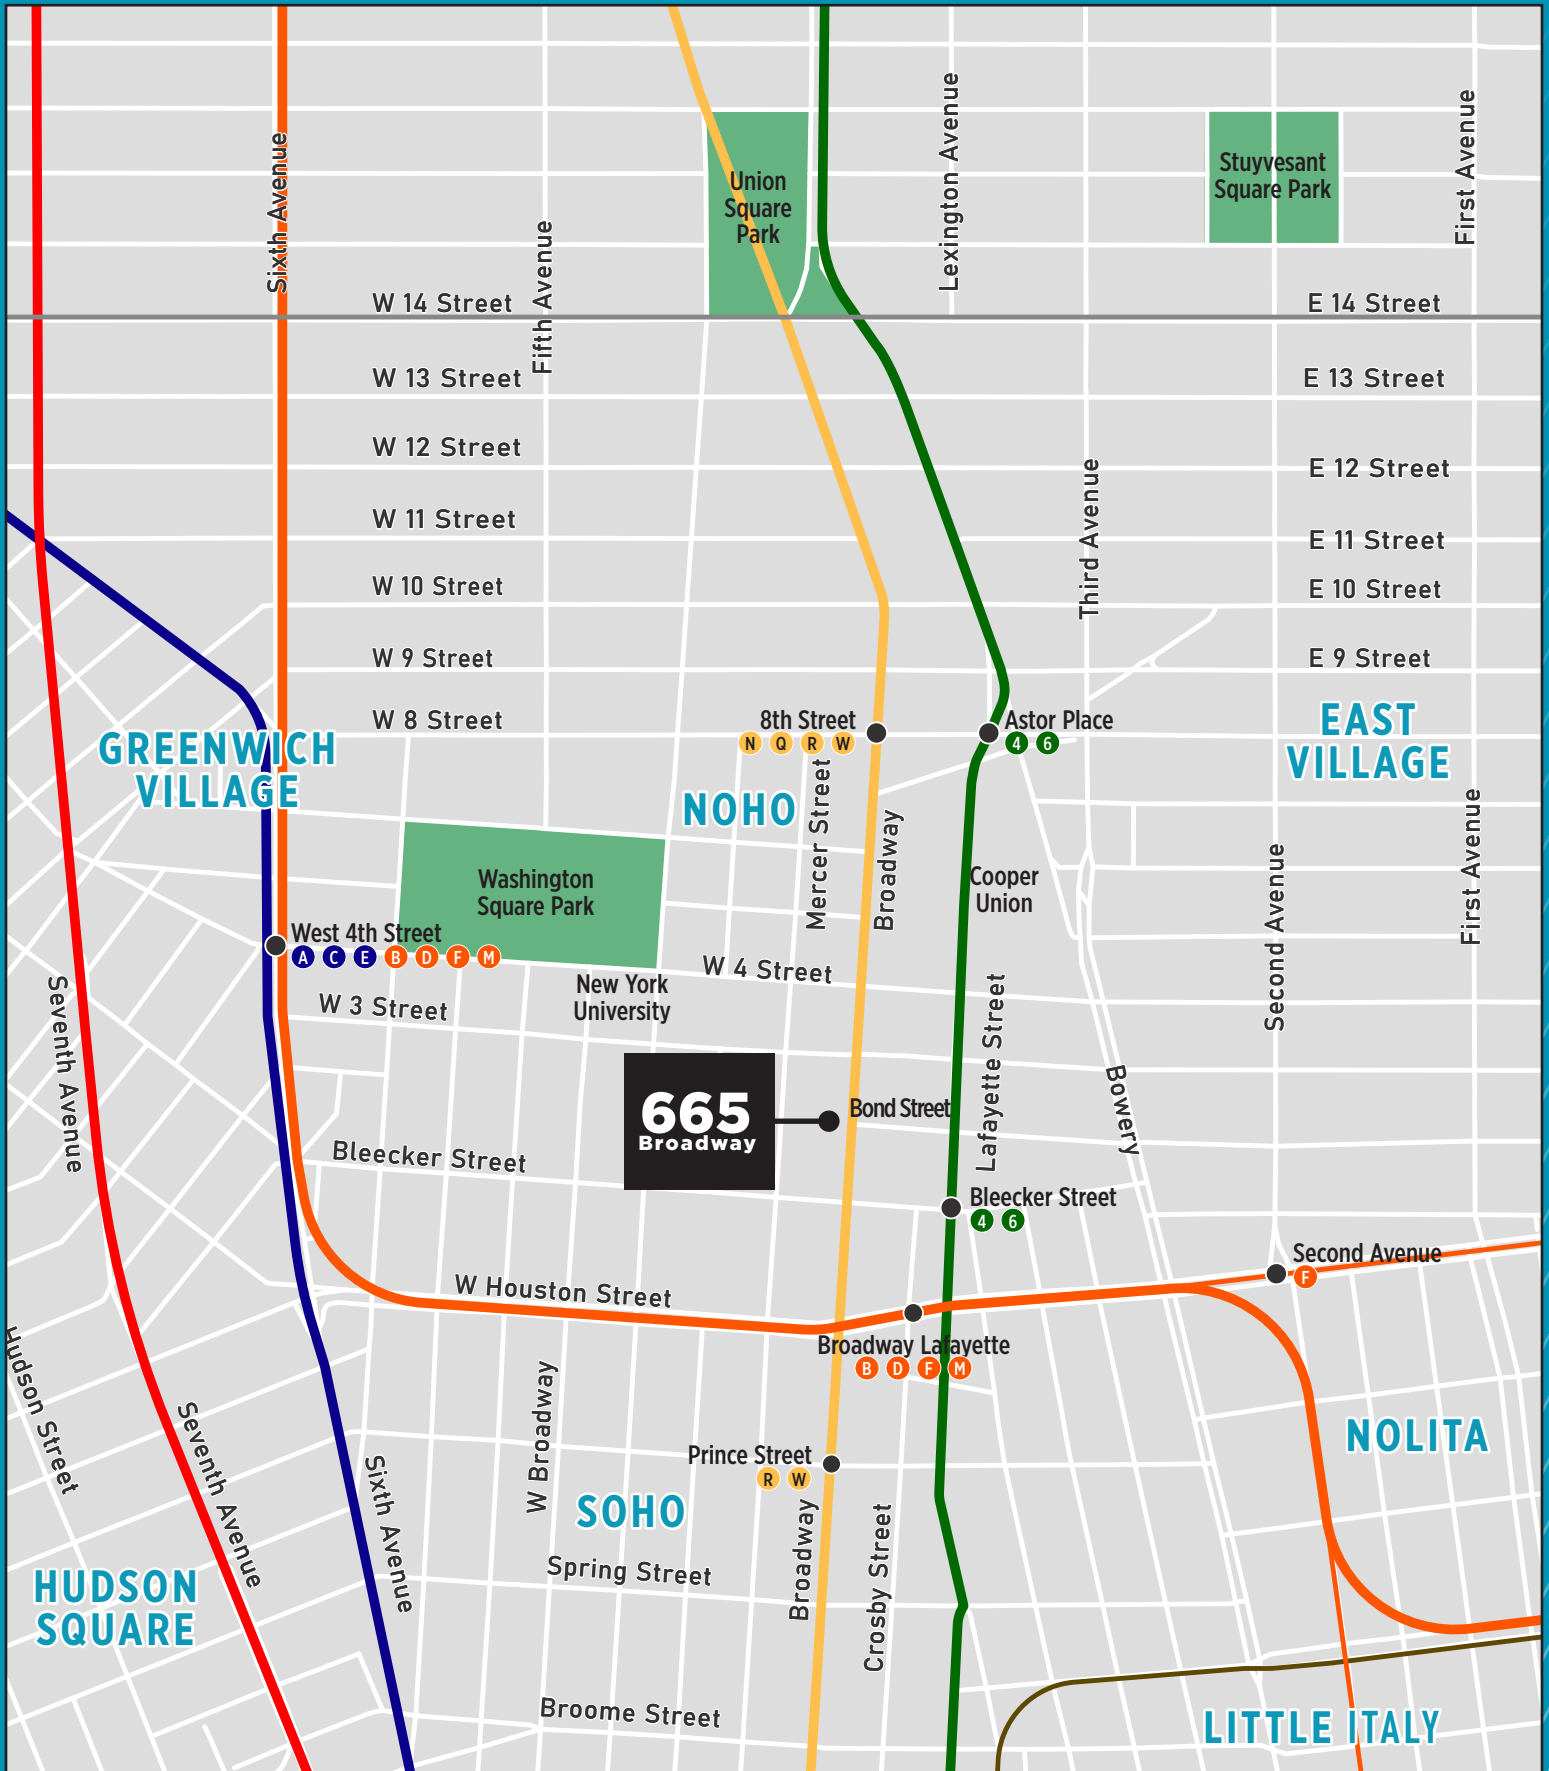 Sixth Avenue
Fifth Avenue
Lexington Avenue
First Avenue
Union
Square
Park
Stuyvesant
Square Park
W 14 Street
E 14 Street
W 13 Street
E 13 Street
W 12 Street
E 12 Street
W 11 Street
E 11 Street
W 10 Street
E 10 Street
Third Avenue
W 9 Street
E 9 Street
W 8 Street
8th Street
N Q R W
Astor Place
4 6
GREENWICH
VILLAGE
EAST
VILLAGE
NOHO
Mercer Street
Broadway
Cooper
Union
Second Avenue
First Avenue
Washington
Square Park
West 4th Street
A C E B D F M
W 4 Street
New York
University
W 3 Street
Seventh Avenue
Lafayette Street
Bowery
665
Broadway
Bond Street
Bleecker Street
Bleecker Street
4 6
Second Avenue
F
W Houston Street
Broadway Lafayette
B D F M
Hudson Street
Seventh Avenue
Sixth Avenue
W Broadway
Prince Street
R W
NOLITA
SOHO
Broadway
Crosby Street
Spring Street
HUDSON
SQUARE
Broome Street
LITTLE ITALY